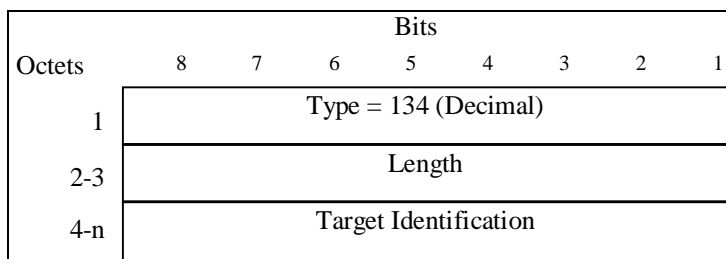 Bits
Octets 8 7 6 5 4 3 2 1
1 Type = 134 (Decimal)
2-3 Length
4-n Target Identification